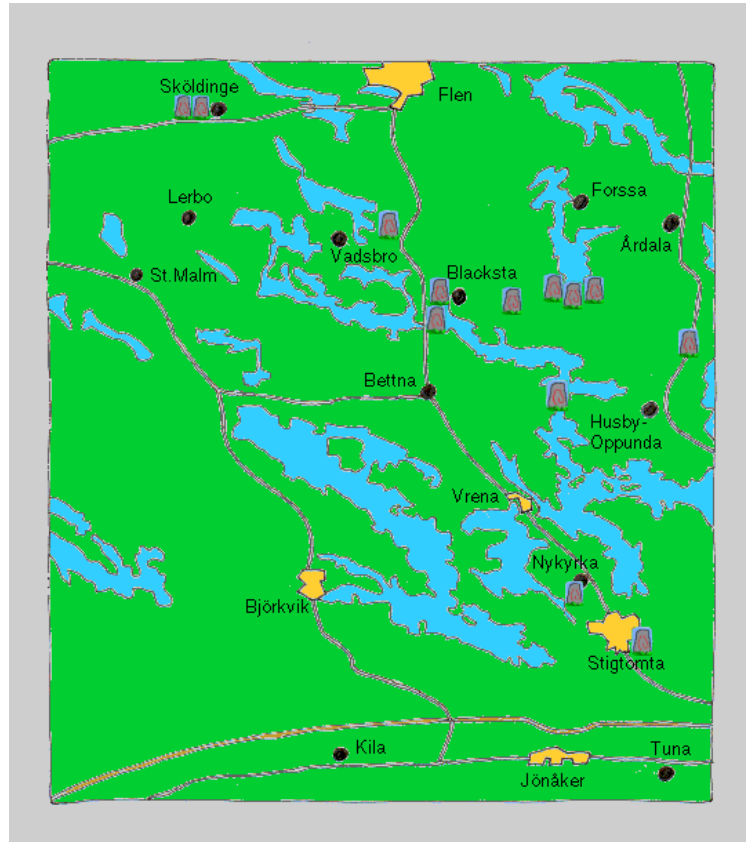 Sköldinge
Flen
Lerbo
Forssa
Vadsbro
Årdala
St.Malm
Blacksta
Bettna
Husby-
Oppunda
Vrena
Nykyrka
Björkvik
Stigtomta
Kila
Tuna
Jönåker